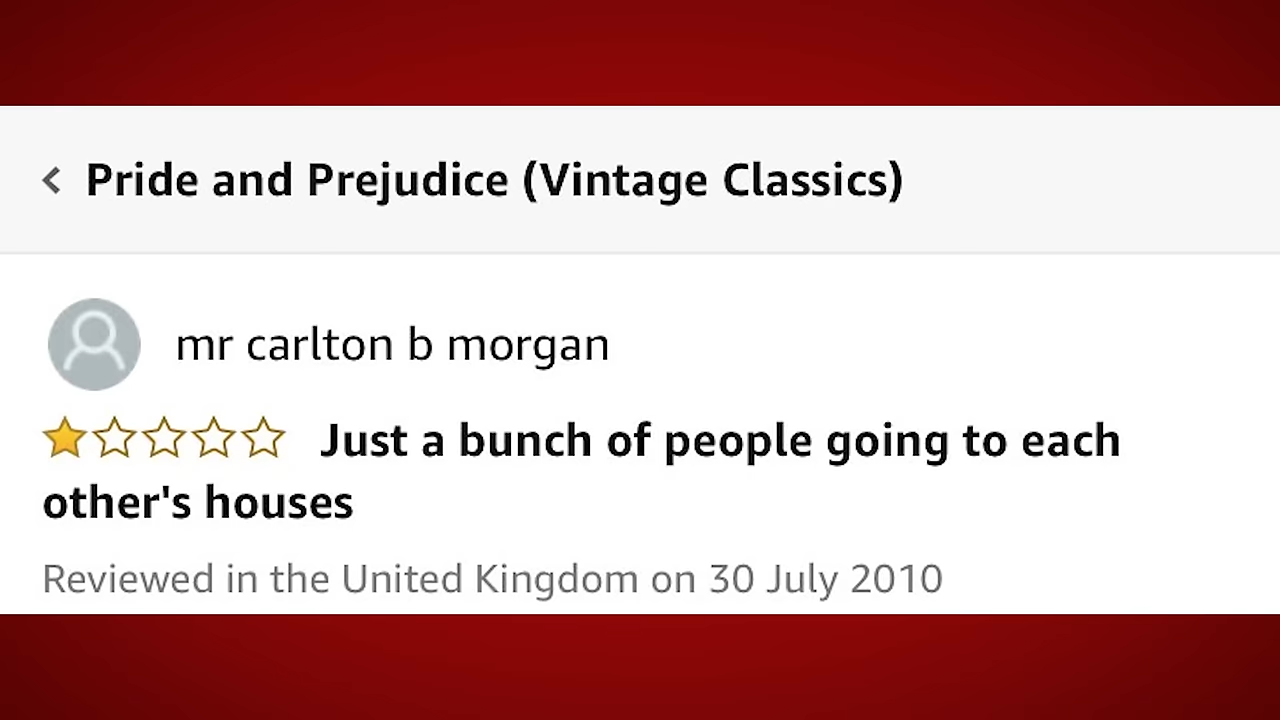 Pride and Prejudice (Vintage Classics)
mr carlton b morgan
Just a bunch of people going to each
other's houses
Reviewed in the United Kingdom on 30 July 2010